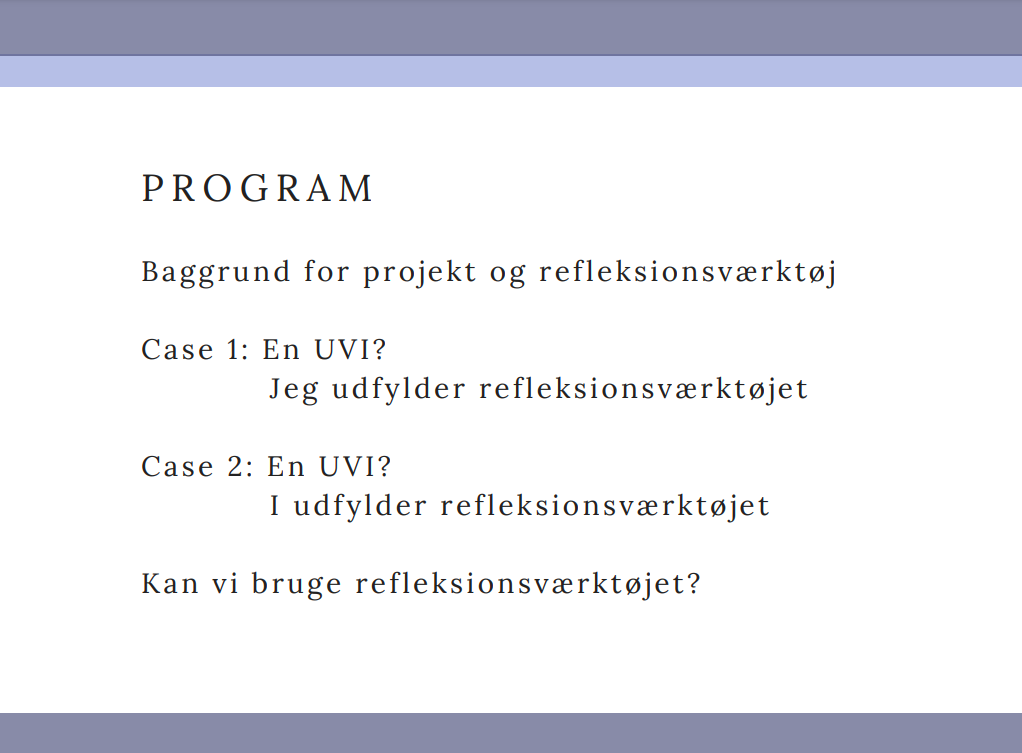 PROGRAM
Baggrund for projekt og refleksionsværktøj
Case 1: En UVI?
Jeg udfylder refleksionsværktøjet
Case 2: En UVI?
I udfylder refleksionsværktøjet
Kan vi bruge refleksionsværktøjet?